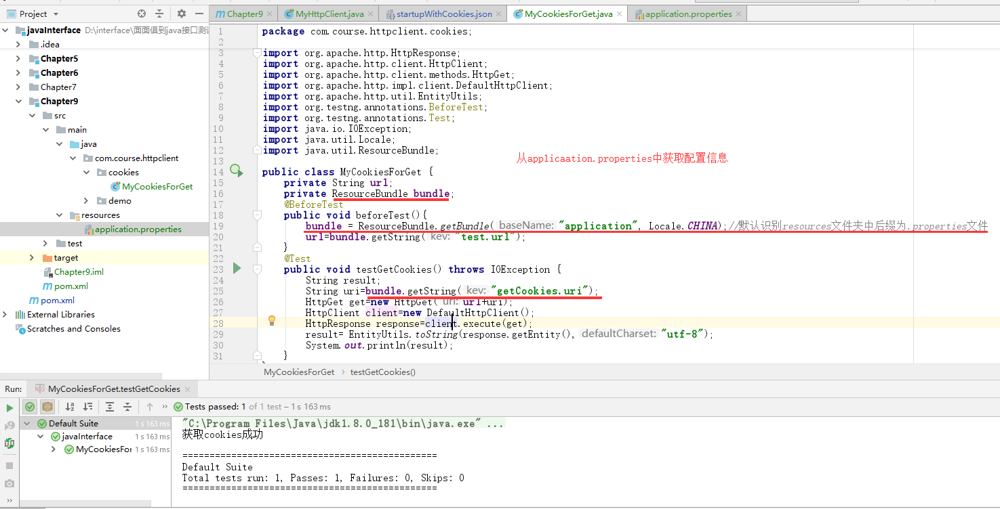 Project
Chapter9
MyHttpClient.java
startupWithCookies.json
MyCookiesForGet.java
application.properties
javaInterface D:\interface\面面俱到java接口测试
.idea
Chapter5
Chapter6
Chapter7
Chapter9
src
main
java
com.course.httpclient
cookies
MyCookiesForGet
demo
resources
application.properties
test
target
Chapter9.iml
pom.xml
pom.xml
External Libraries
Scratches and Consoles
1 package com.course.httpclient.cookies;
2
3 import org.apache.http.HttpResponse;
4 import org.apache.http.client.HttpClient;
5 import org.apache.http.client.methods.HttpGet;
6 import org.apache.http.impl.client.DefaultHttpClient;
7 import org.apache.http.util.EntityUtils;
8 import org.testng.annotations.BeforeTest;
9 import org.testng.annotations.Test;
10 import java.io.IOException;
11 import java.util.Locale;
12 import java.util.ResourceBundle;
从applicaation.properties中获取配置信息
13
14 public class MyCookiesForGet {
15 private String url;
16 private ResourceBundle bundle;
17 @BeforeTest
18 public void beforeTest(){
19 bundle = ResourceBundle.getBundle( baseName: "application", Locale.CHINA);//默认识别resources文件夹中后缀为.properties文件
20 url=bundle.getString( key: "test.url");
21 }
22 @Test
23 public void testGetCookies() throws IOException {
24 String result;
25 String uri=bundle.getString( key: "getCookies.uri");
26 HttpGet get=new HttpGet( uri: url+uri);
27 HttpClient client=new DefaultHttpClient();
28 HttpResponse response=client.execute(get);
29 result= EntityUtils.toString(response.getEntity(), defaultCharset: "utf-8");
30 System.out.println(result);
31 }
MyCookiesForGet › testGetCookies()
Run: MyCookiesForGet.testGetCookies
Tests passed: 1 of 1 test – 1 s 163 ms
Default Suite 1 s 163 ms
javaInterface 1 s 163 ms
MyCookiesFor 1 s 163 ms
"C:\Program Files\Java\jdk1.8.0_181\bin\java.exe" ...
获取cookies成功
===============================================
Default Suite
Total tests run: 1, Passes: 1, Failures: 0, Skips: 0
===============================================